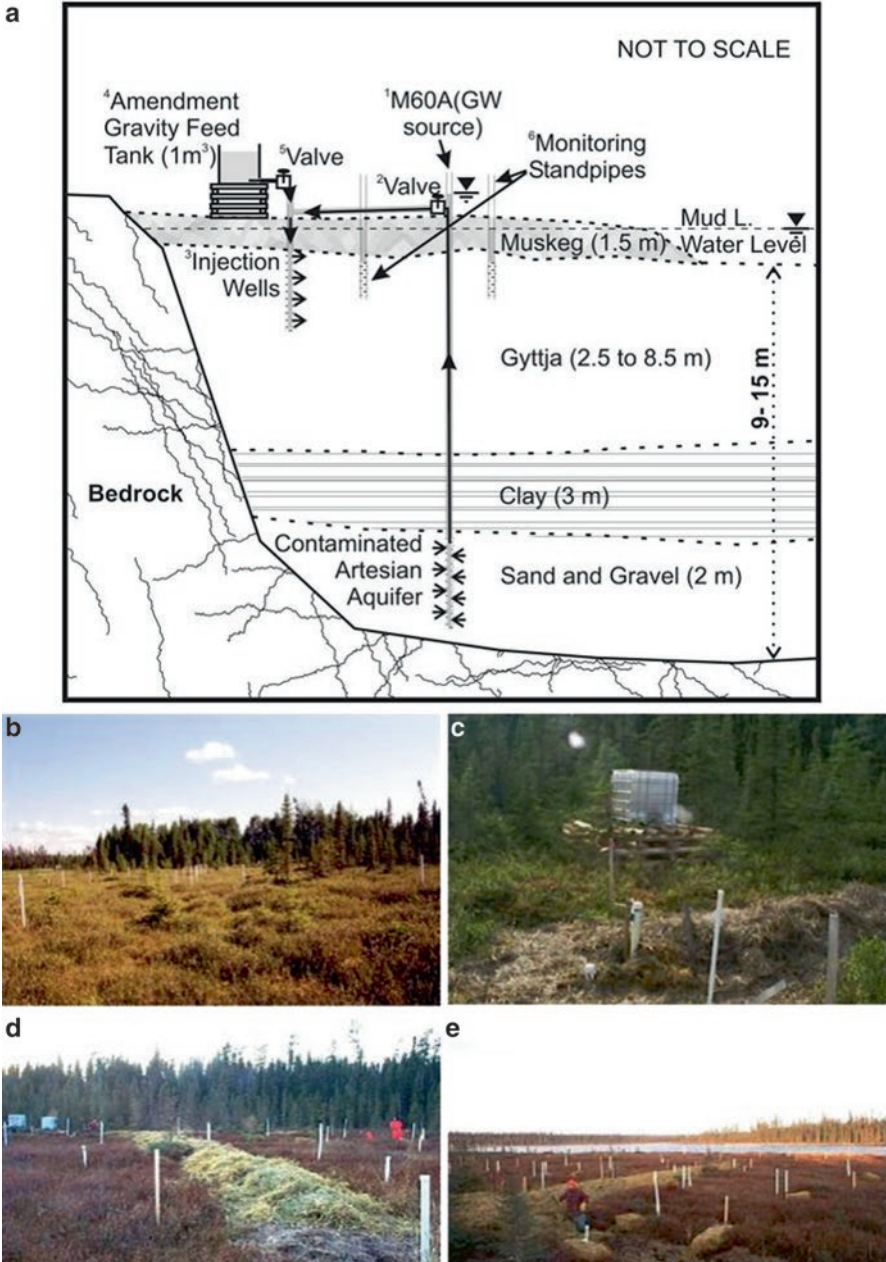 a
NOT TO SCALE
⁴Amendment
Gravity Feed
Tank (1m³)
⁵Valve
¹M60A(GW
source)
⁶Monitoring
Standpipes
²Valve
Mud L.
Water Level
Muskeg (1.5 m)
³Injection
Wells
Gyttja (2.5 to 8.5 m)
9-15 m
Bedrock
Clay (3 m)
Contaminated
Artesian
Aquifer
Sand and Gravel (2 m)
b
c
d
e